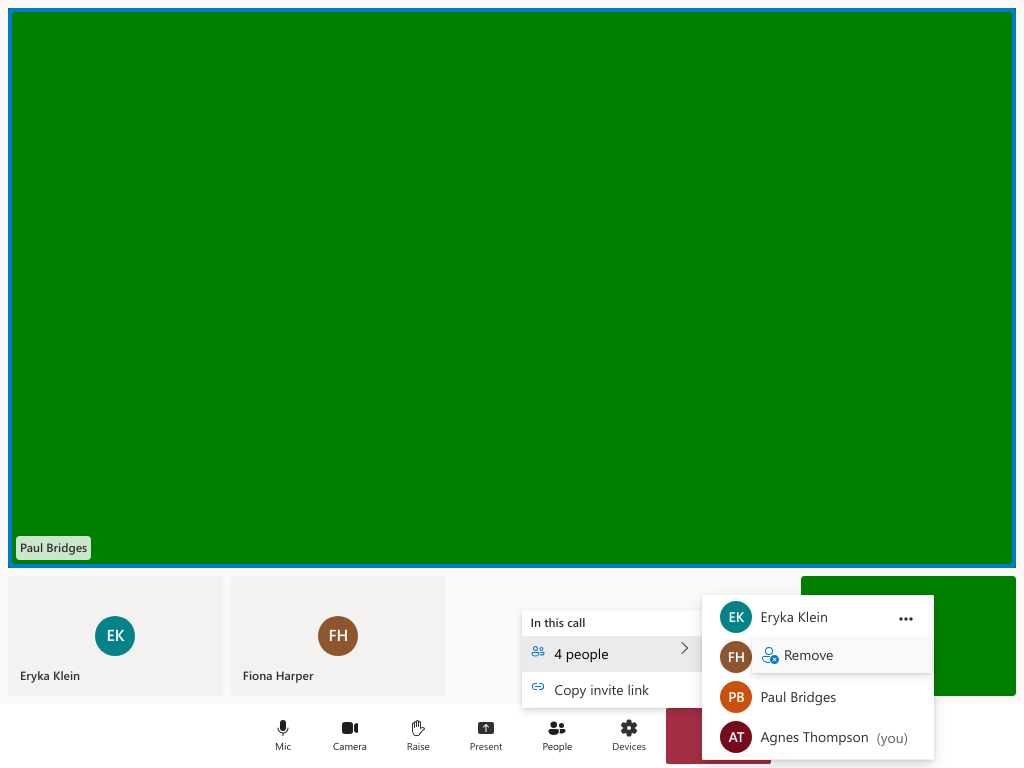 Paul Bridges
EK
Eryka Klein
FH
Fiona Harper
In this call
4 people
Copy invite link
EK Eryka Klein
FH Remove
PB Paul Bridges
AT Agnes Thompson (you)
Mic Camera Raise Present People Devices